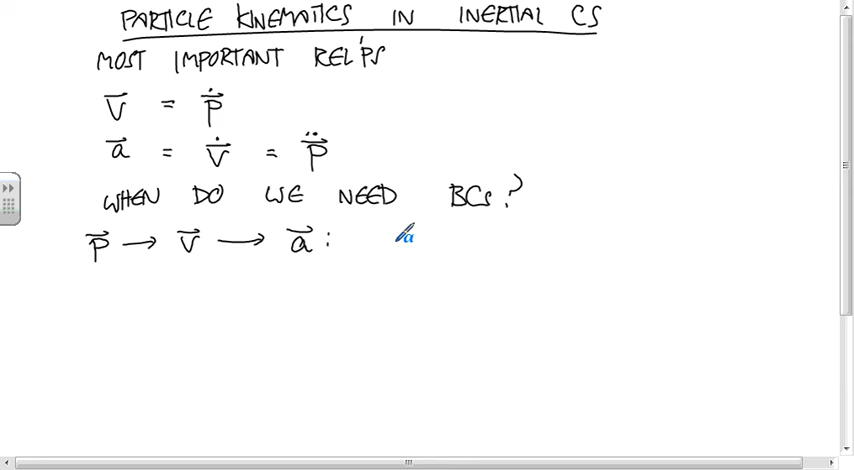 PARTICLE KINEMATICS IN INERTIAL CS
MOST IMPORTANT REL'PS
v⃗ = p⃗̇
a⃗ = v⃗̇ = p⃗̈
WHEN DO WE NEED BCs?
p⃗ → v⃗ → a⃗ :